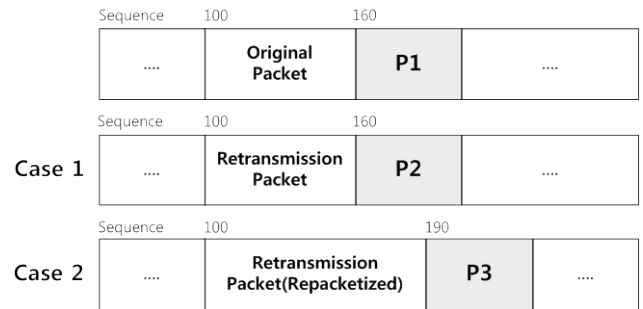 Sequence 100 160
.... Original Packet P1 ....
Sequence 100 160
Case 1 .... Retransmission Packet P2 ....
Sequence 100 190
Case 2 .... Retransmission Packet(Repacketized) P3 ....